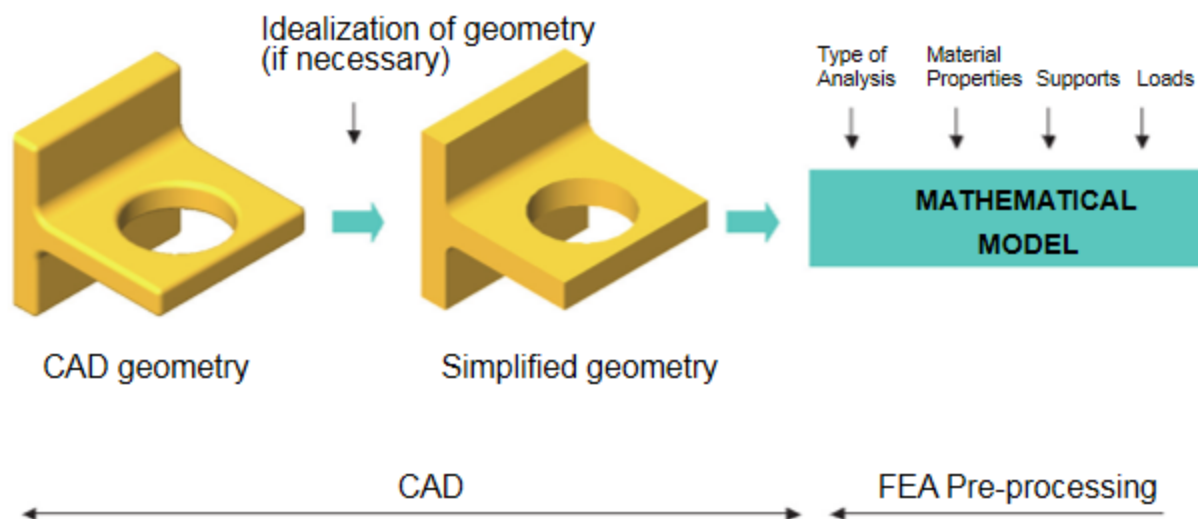 Idealization of geometry
(if necessary)
Type of
Analysis
Material
Properties
Supports
Loads
MATHEMATICAL
MODEL
CAD geometry
Simplified geometry
CAD
FEA Pre-processing